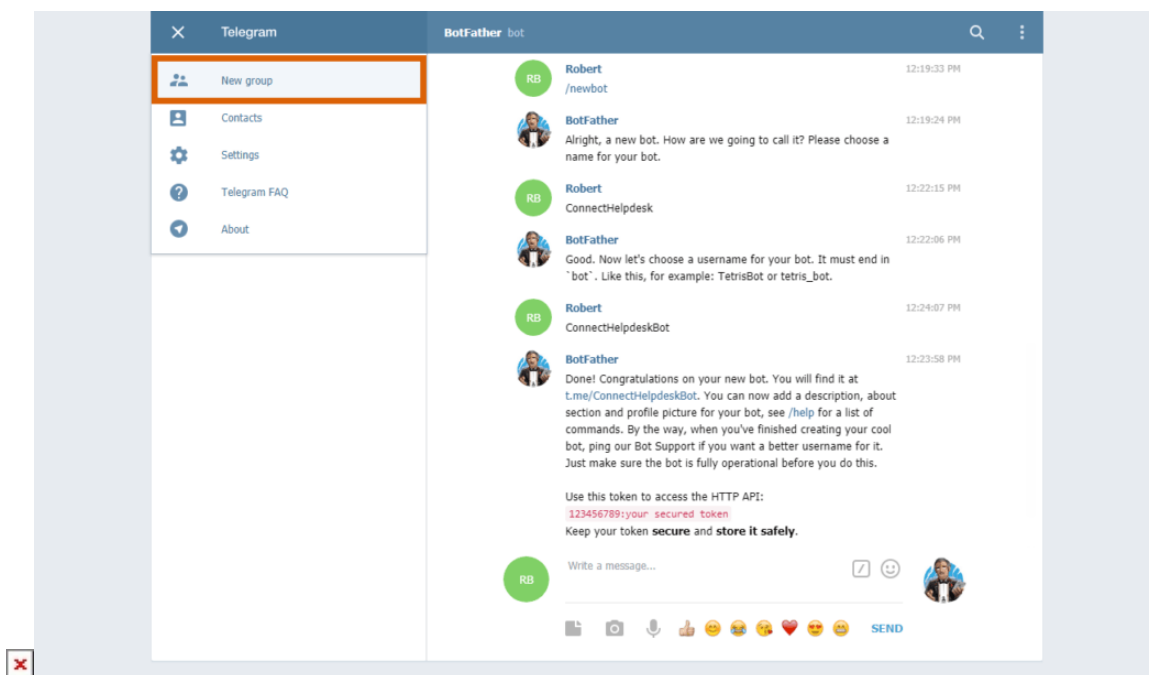 Telegram
New group
Contacts
Settings
Telegram FAQ
About
BotFather bot
Robert 12:19:33 PM
RB
/newbot
BotFather 12:19:24 PM
Alright, a new bot. How are we going to call it? Please choose a
name for your bot.
Robert 12:22:15 PM
RB
ConnectHelpdesk
BotFather 12:22:06 PM
Good. Now let's choose a username for your bot. It must end in
`bot`. Like this, for example: TetrisBot or tetris_bot.
Robert 12:24:07 PM
RB
ConnectHelpdeskBot
BotFather 12:23:58 PM
Done! Congratulations on your new bot. You will find it at
t.me/ConnectHelpdeskBot. You can now add a description, about
section and profile picture for your bot, see /help for a list of
commands. By the way, when you've finished creating your cool
bot, ping our Bot Support if you want a better username for it.
Just make sure the bot is fully operational before you do this.
Use this token to access the HTTP API:
123456789:your secured token
Keep your token secure and store it safely.
Write a message...
RB
SEND